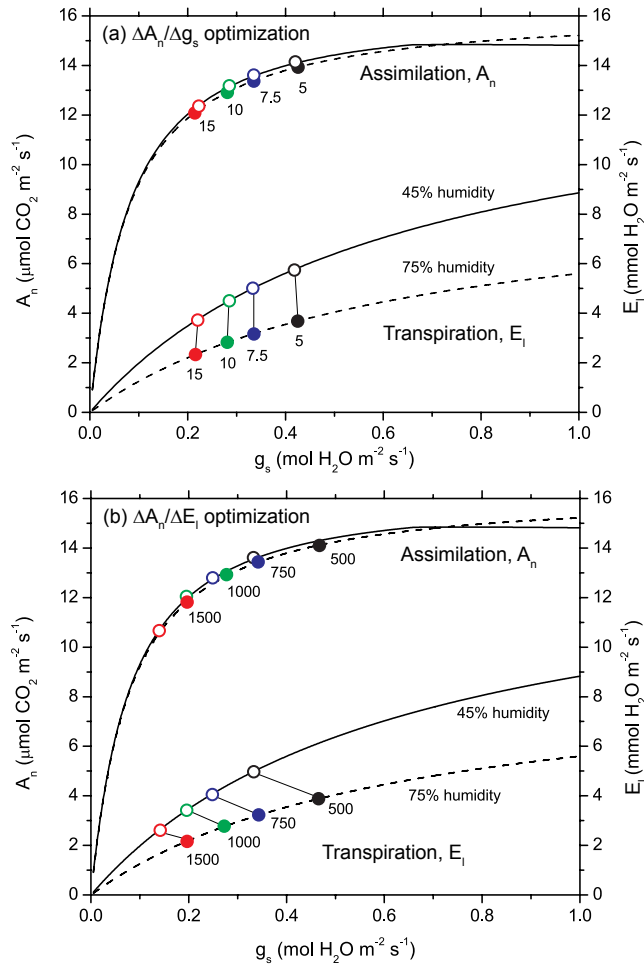 (a) ΔAn/Δgs optimization
Assimilation, An
15
10
7.5
5
45% humidity
75% humidity
Transpiration, El
15
10
7.5
5
An (μmol CO2 m-2 s-1)
El (mmol H2O m-2 s-1)
16
14
12
10
8
6
4
2
0
16
14
12
10
8
6
4
2
0
0.0 0.2 0.4 0.6 0.8 1.0
gs (mol H2O m-2 s-1)
(b) ΔAn/ΔEl optimization
Assimilation, An
1500
1000
750
500
45% humidity
75% humidity
Transpiration, El
1500
1000
750
500
An (μmol CO2 m-2 s-1)
El (mmol H2O m-2 s-1)
16
14
12
10
8
6
4
2
0
16
14
12
10
8
6
4
2
0
0.0 0.2 0.4 0.6 0.8 1.0
gs (mol H2O m-2 s-1)